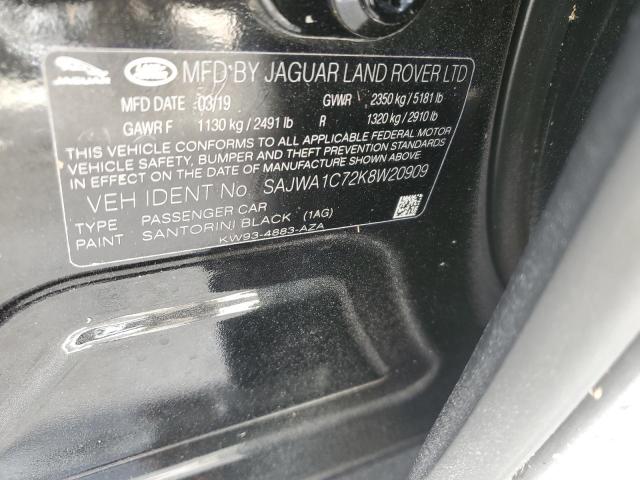 JAGUAR LAND ROVER MFD BY JAGUAR LAND ROVER LTD
MFD DATE 03/19 GVWR 2350 kg / 5181 lb
GAWR F 1130 kg / 2491 lb R 1320 kg / 2910 lb
THIS VEHICLE CONFORMS TO ALL APPLICABLE FEDERAL MOTOR
VEHICLE SAFETY, BUMPER AND THEFT PREVENTION STANDARDS
IN EFFECT ON THE DATE OF MANUFACTURE SHOWN ABOVE.
VEH IDENT No. SAJWA1C72K8W20909
TYPE PASSENGER CAR
PAINT SANTORINI BLACK (1AG)
KW93-4883-AZA